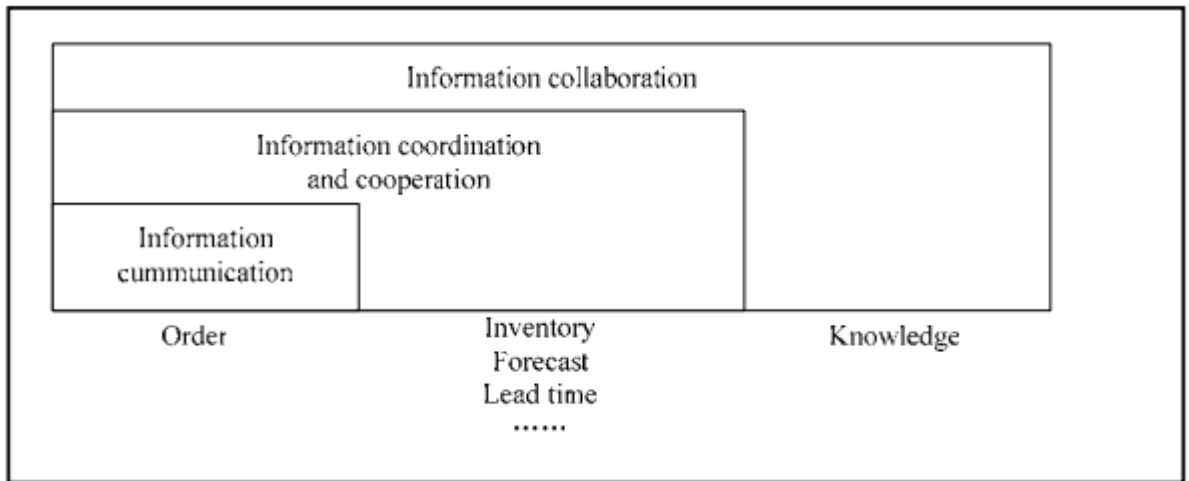 Information collaboration
Information coordination
and cooperation
Information
cummunication
Order
Inventory
Forecast
Lead time
......
Knowledge